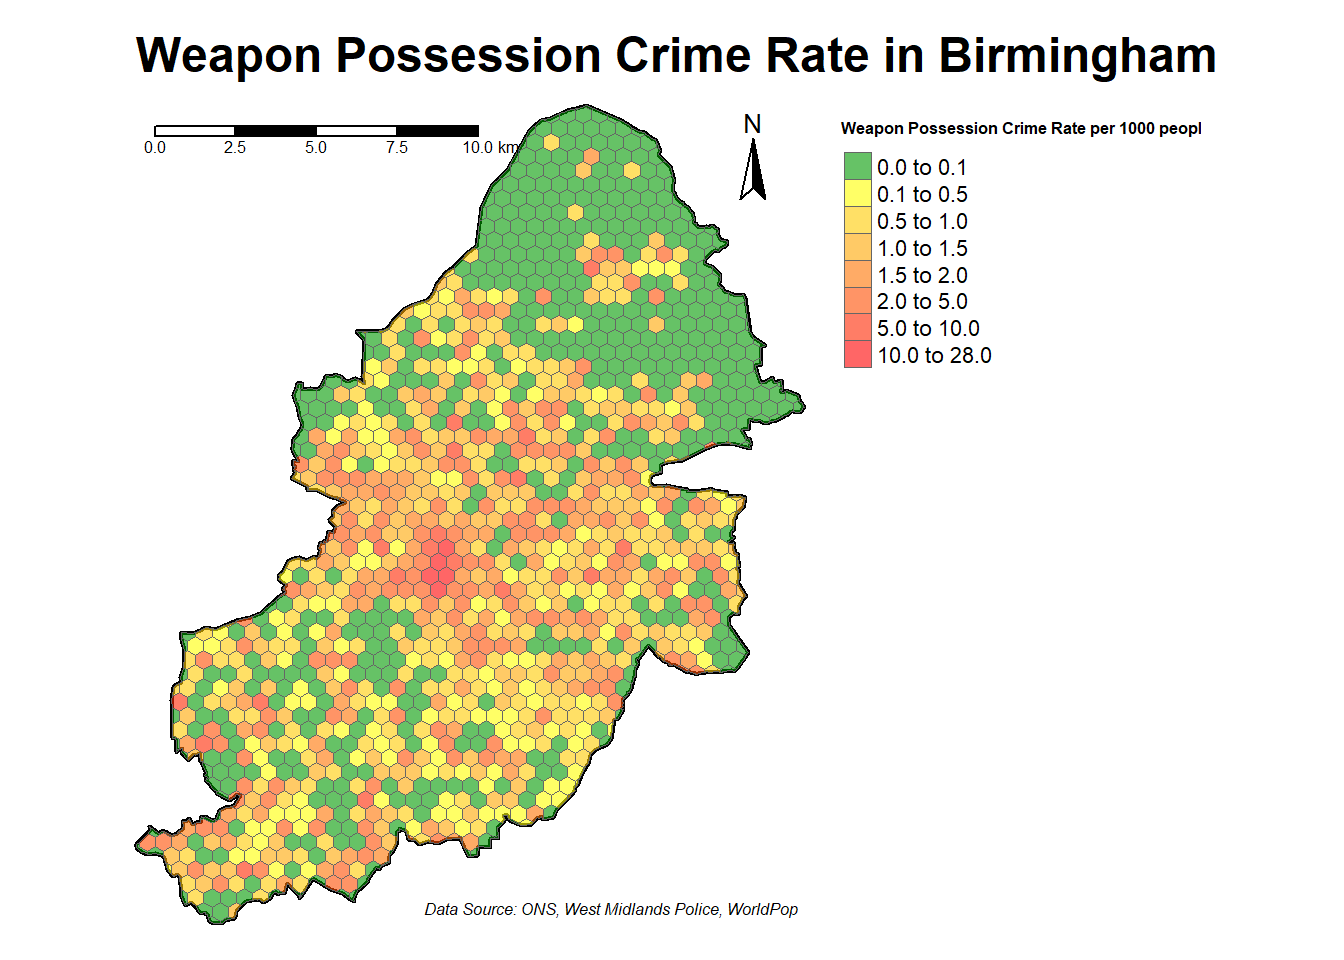 Weapon Possession Crime Rate in Birmingham
0.0 2.5 5.0 7.5 10.0 km
N
Weapon Possession Crime Rate per 1000 peopl
0.0 to 0.1
0.1 to 0.5
0.5 to 1.0
1.0 to 1.5
1.5 to 2.0
2.0 to 5.0
5.0 to 10.0
10.0 to 28.0
Data Source: ONS, West Midlands Police, WorldPop